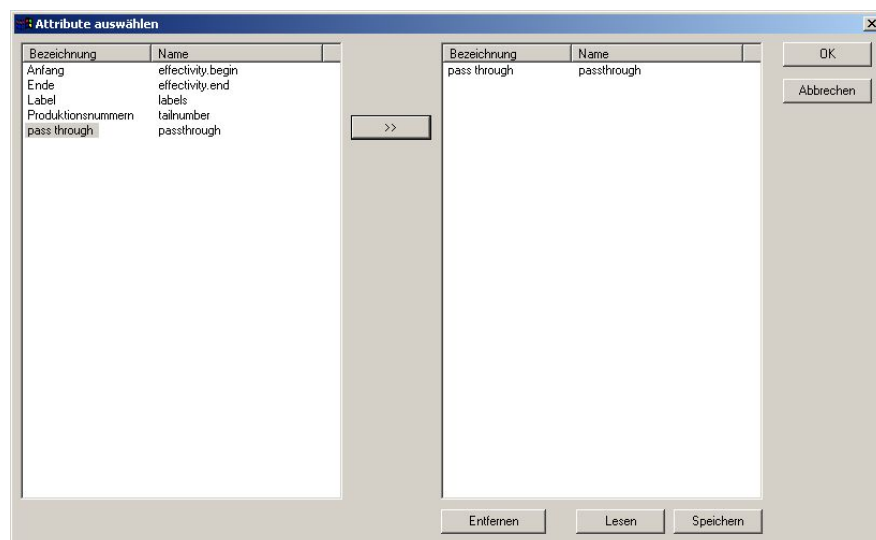 Attribute auswählen
Bezeichnung Name
Anfang effectivity.begin
Ende effectivity.end
Label labels
Produktionsnummern tailnumber
pass through passthrough
>>
Bezeichnung Name
pass through passthrough
OK
Abbrechen
Entfernen Lesen Speichern